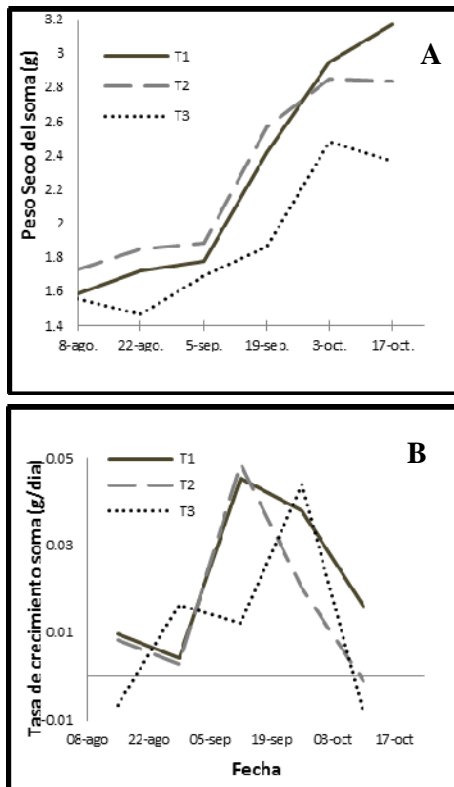 A
Peso Seco del soma (g)
3.2
3
2.8
2.6
2.4
2.2
2
1.8
1.6
1.4
T1
T2
T3
8-ago.
22-ago.
5-sep.
19-sep.
3-oct.
17-oct.
B
Tasa de crecimiento soma (g/dia)
0.05
0.03
0.01
-0.01
T1
T2
T3
08-ago
22-ago
05-sep
19-sep
03-oct
17-oct
Fecha